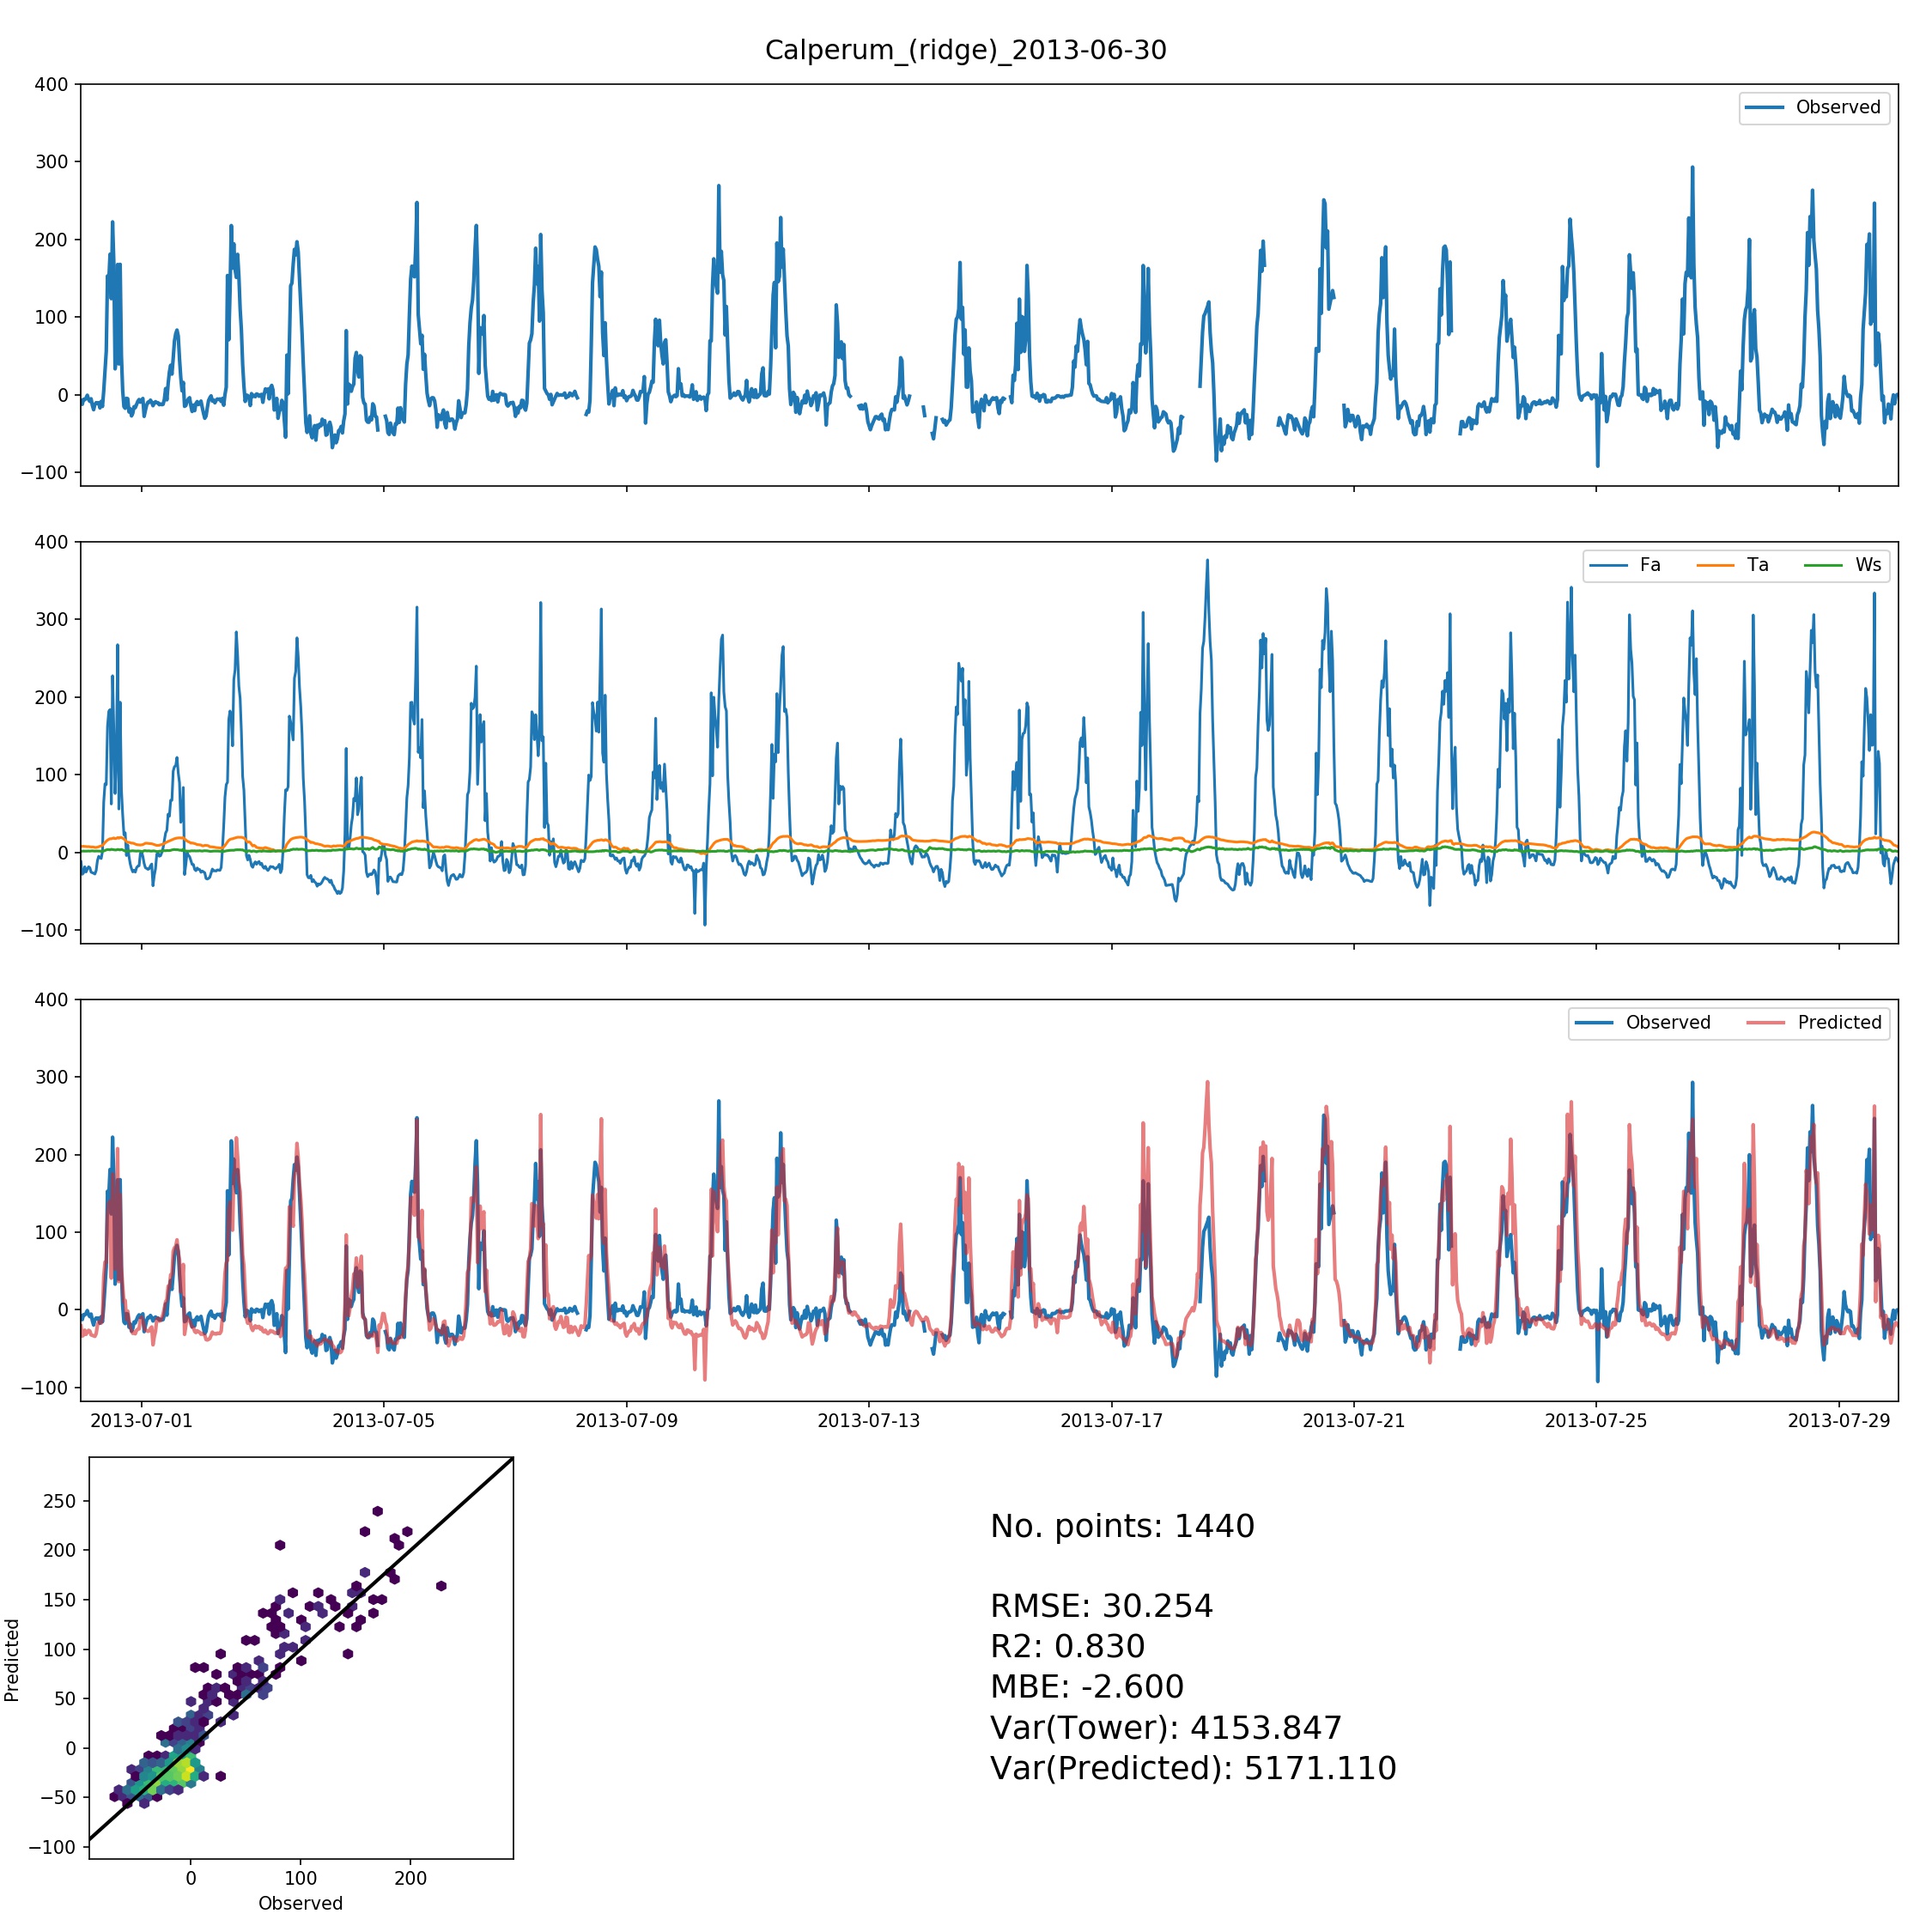 Calperum_(ridge)_2013-06-30
400
300
200
100
0
−100
Observed
400
300
200
100
0
−100
Fa Ta Ws
400
300
200
100
0
−100
Observed Predicted
2013-07-01 2013-07-05 2013-07-09 2013-07-13 2013-07-17 2013-07-21 2013-07-25 2013-07-29
250
200
150
100
50
0
−50
−100
Predicted
0 100 200
Observed
No. points: 1440
RMSE: 30.254
R2: 0.830
MBE: -2.600
Var(Tower): 4153.847
Var(Predicted): 5171.110